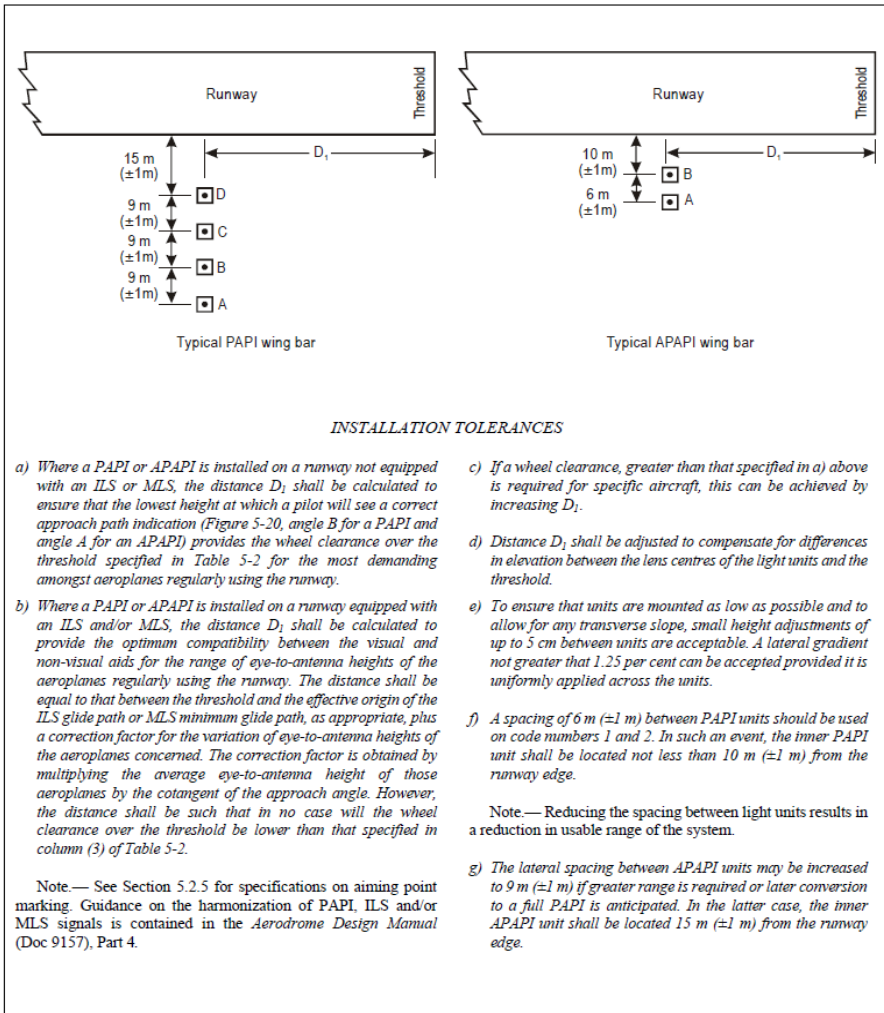 Runway
Threshold
15 m
(±1m)
D₁
D
9 m
(±1m)
C
9 m
(±1m)
B
9 m
(±1m)
A
Typical PAPI wing bar
Runway
Threshold
10 m
(±1m)
D₁
B
6 m
(±1m)
A
Typical APAPI wing bar
INSTALLATION TOLERANCES
a) Where a PAPI or APAPI is installed on a runway not equipped
with an ILS or MLS, the distance D₁ shall be calculated to
ensure that the lowest height at which a pilot will see a correct
approach path indication (Figure 5-20, angle B for a PAPI and
angle A for an APAPI) provides the wheel clearance over the
threshold specified in Table 5-2 for the most demanding
amongst aeroplanes regularly using the runway.
b) Where a PAPI or APAPI is installed on a runway equipped with
an ILS and/or MLS, the distance D₁ shall be calculated to
provide the optimum compatibility between the visual and
non-visual aids for the range of eye-to-antenna heights of the
aeroplanes regularly using the runway. The distance shall be
equal to that between the threshold and the effective origin of the
ILS glide path or MLS minimum glide path, as appropriate, plus
a correction factor for the variation of eye-to-antenna heights of
the aeroplanes concerned. The correction factor is obtained by
multiplying the average eye-to-antenna height of those
aeroplanes by the cotangent of the approach angle. However,
the distance shall be such that in no case will the wheel
clearance over the threshold be lower than that specified in
column (3) of Table 5-2.
Note.— See Section 5.2.5 for specifications on aiming point
marking. Guidance on the harmonization of PAPI, ILS and/or
MLS signals is contained in the Aerodrome Design Manual
(Doc 9157), Part 4.
c) If a wheel clearance, greater than that specified in a) above
is required for specific aircraft, this can be achieved by
increasing D₁.
d) Distance D₁ shall be adjusted to compensate for differences
in elevation between the lens centres of the light units and the
threshold.
e) To ensure that units are mounted as low as possible and to
allow for any transverse slope, small height adjustments of
up to 5 cm between units are acceptable. A lateral gradient
not greater that 1.25 per cent can be accepted provided it is
uniformly applied across the units.
f) A spacing of 6 m (±1 m) between PAPI units should be used
on code numbers 1 and 2. In such an event, the inner PAPI
unit shall be located not less than 10 m (±1 m) from the
runway edge.
Note.— Reducing the spacing between light units results in
a reduction in usable range of the system.
g) The lateral spacing between APAPI units may be increased
to 9 m (±1 m) if greater range is required or later conversion
to a full PAPI is anticipated. In the latter case, the inner
APAPI unit shall be located 15 m (±1 m) from the runway
edge.